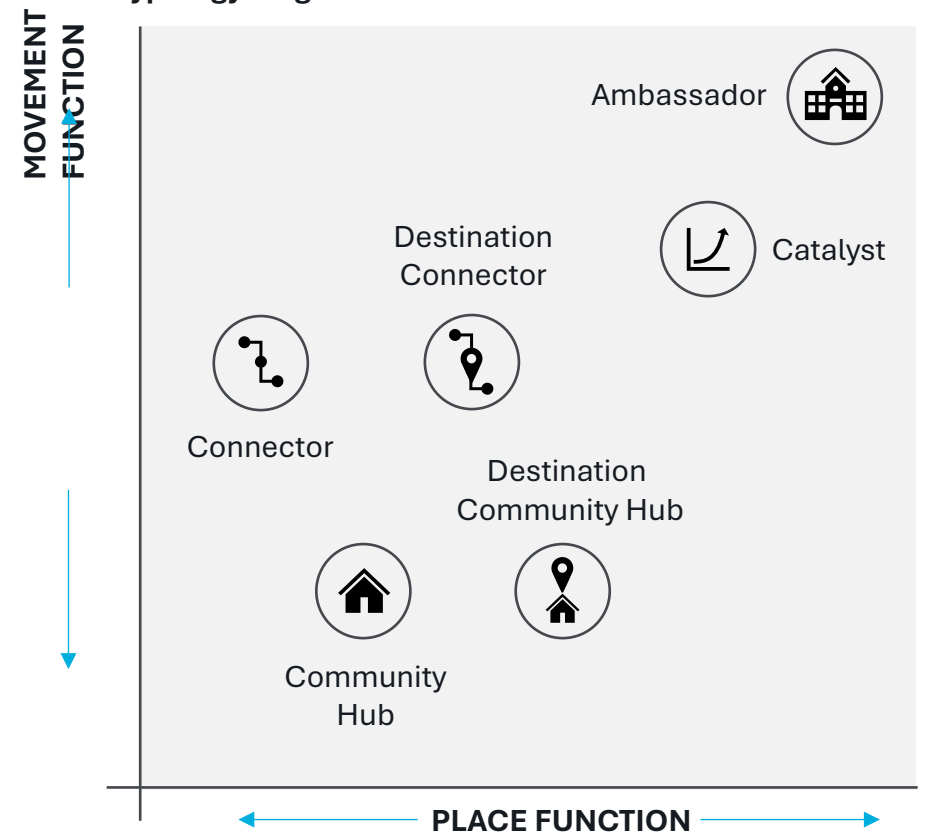 MOVEMENT
FUNCTION
Ambassador
Catalyst
Destination
Connector
Connector
Destination
Community Hub
Community
Hub
PLACE FUNCTION